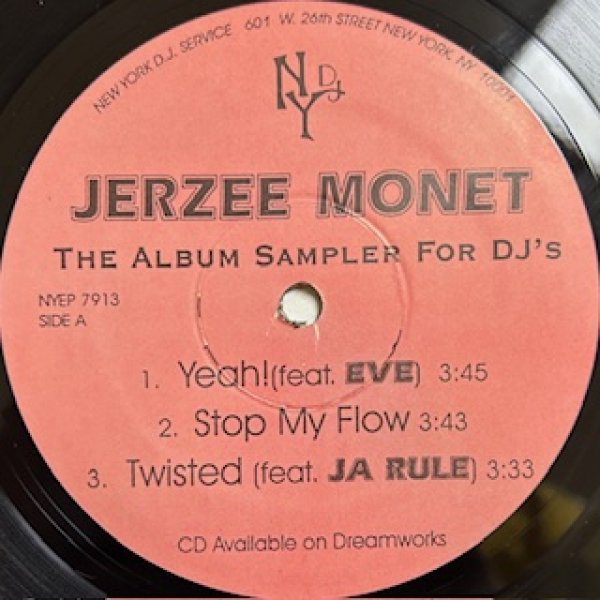 NEW YORK D.J. SERVICE 601 W. 26th STREET NEW YORK, NY 10001
NY DJ
JERZEE MONET
THE ALBUM SAMPLER FOR DJ'S
NYEP 7913
SIDE A
1. Yeah! (feat. EVE) 3:45
2. Stop My Flow 3:43
3. Twisted (feat. JA RULE) 3:33
CD Available on Dreamworks